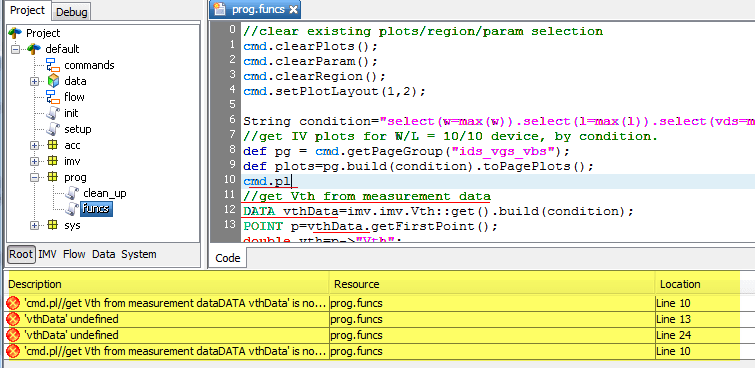 Project
Debug
prog.funcs
Project
default
commands
data
flow
init
setup
acc
imv
prog
clean_up
funcs
sys
Root IMV Flow Data System
0 //clear existing plots/region/param selection
1 cmd.clearPlots();
2 cmd.clearParam();
3 cmd.clearRegion();
4 cmd.setPlotLayout(1,2);
5
6 String condition="select(w=max(w)).select(l=max(l)).select(vds=m
7 //get IV plots for W/L = 10/10 device, by condition.
8 def pg = cmd.getPageGroup("ids_vgs_vbs");
9 def plots=pg.build(condition).toPagePlots();
10 cmd.pl
11 //get Vth from measurement data
12 DATA vthData=imv.imv.Vth::get().build(condition);
13 POINT p=vthData.getFirstPoint();
double vth=p->"Vth";
Code
Description Resource Location
'cmd.pl//get Vth from measurement dataDATA vthData' is no... prog.funcs Line 10
'vthData' undefined prog.funcs Line 13
'vthData' undefined prog.funcs Line 24
'cmd.pl//get Vth from measurement dataDATA vthData' is no... prog.funcs Line 10